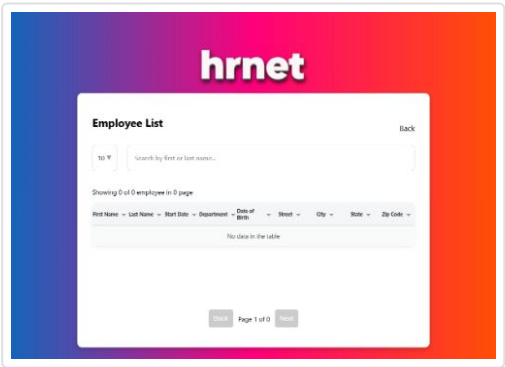 hrnet
Employee List
Back
10
Search by first or last name...
Showing 0 of 0 employee in 0 page
First Name Last Name Start Date Department Date of Birth Street City State Zip Code
No data in the table
Back Page 1 of 0 Next